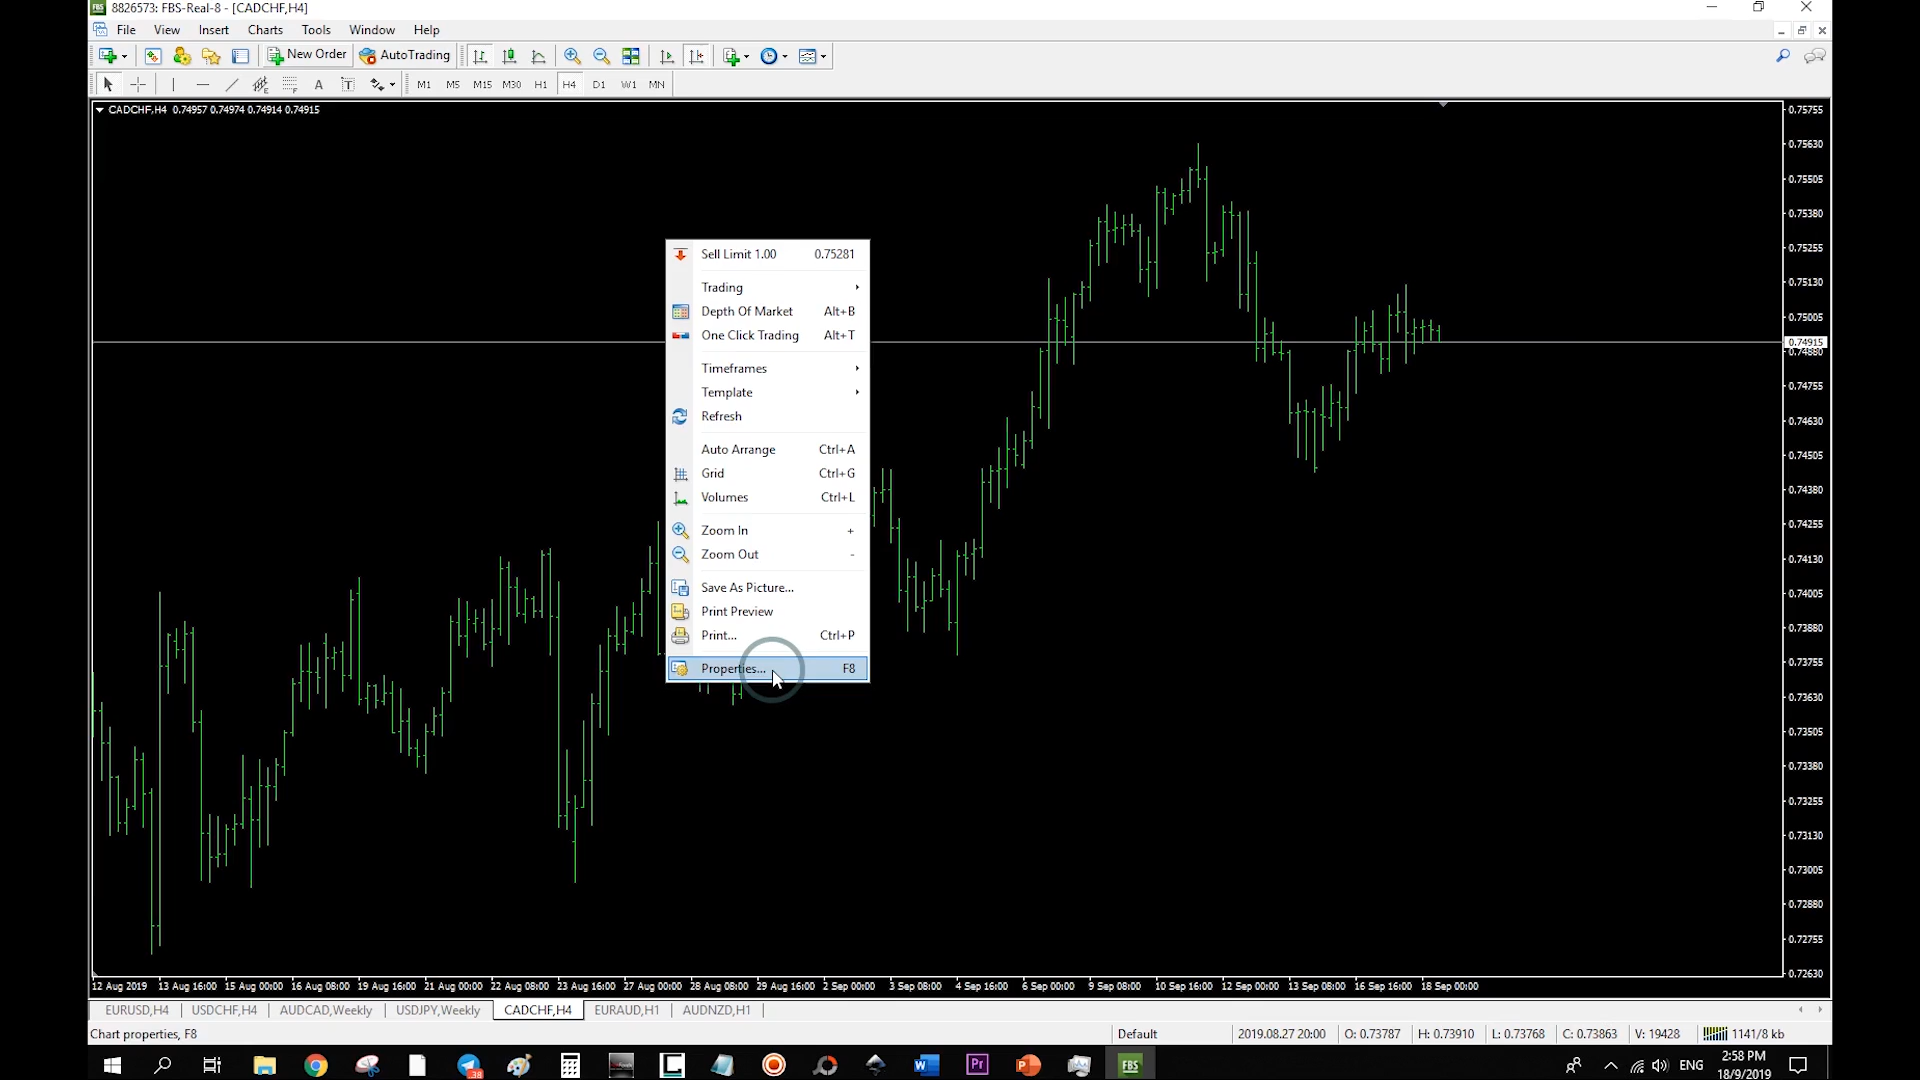 8826573: FBS-Real-8 - [CADCHF,H4]
File View Insert Charts Tools Window Help
New Order AutoTrading
A T M1 M5 M15 M30 H1 H4 D1 W1 MN
CADCHF,H4 0.74957 0.74974 0.74914 0.74915
0.75755
0.75630
0.75505
0.75380
0.75255
0.75130
0.75005
0.74915
0.74880
0.74755
0.74630
0.74505
0.74380
0.74255
0.74130
0.74005
0.73880
0.73755
0.73630
0.73505
0.73380
0.73255
0.73130
0.73005
0.72880
0.72755
0.72630
Sell Limit 1.00 0.75281
Trading
Depth Of Market Alt+B
One Click Trading Alt+T
Timeframes
Template
Refresh
Auto Arrange Ctrl+A
Grid Ctrl+G
Volumes Ctrl+L
Zoom In +
Zoom Out -
Save As Picture...
Print Preview
Print... Ctrl+P
Properties... F8
12 Aug 2019 13 Aug 16:00 15 Aug 00:00 16 Aug 08:00 19 Aug 16:00 21 Aug 00:00 22 Aug 08:00 23 Aug 16:00 27 Aug 00:00 28 Aug 08:00 29 Aug 16:00 2 Sep 00:00 3 Sep 08:00 4 Sep 16:00 6 Sep 00:00 9 Sep 08:00 10 Sep 16:00 12 Sep 00:00 13 Sep 08:00 16 Sep 16:00 18 Sep 00:00
EURUSD,H4 USDCHF,H4 AUDCAD,Weekly USDJPY,Weekly CADCHF,H4 EURAUD,H1 AUDNZD,H1
Chart properties, F8 Default 2019.08.27 20:00 O: 0.73787 H: 0.73910 L: 0.73768 C: 0.73863 V: 19428 1141/8 kb
ENG 2:58 PM
18/9/2019